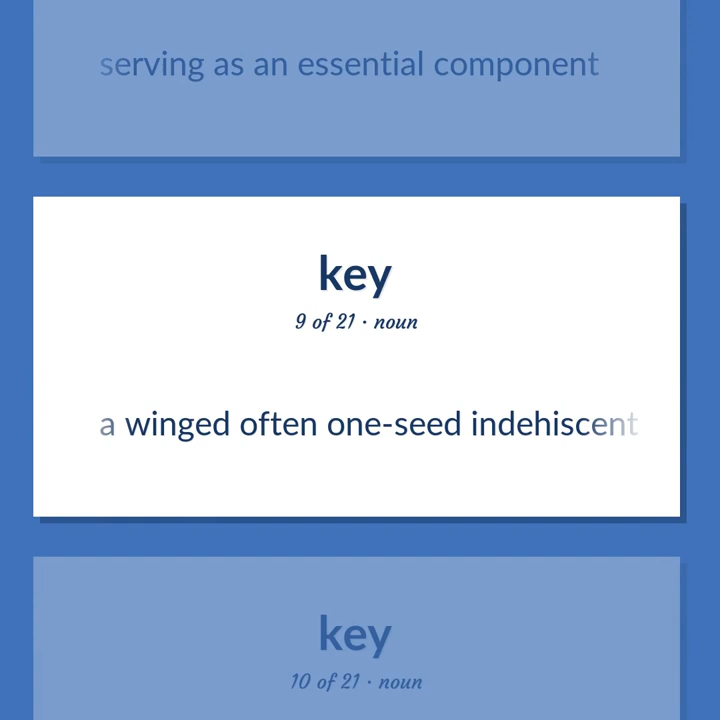 serving as an essential component
key
9 of 21 · noun
a winged often one-seed indehiscent
key
10 of 21 · noun